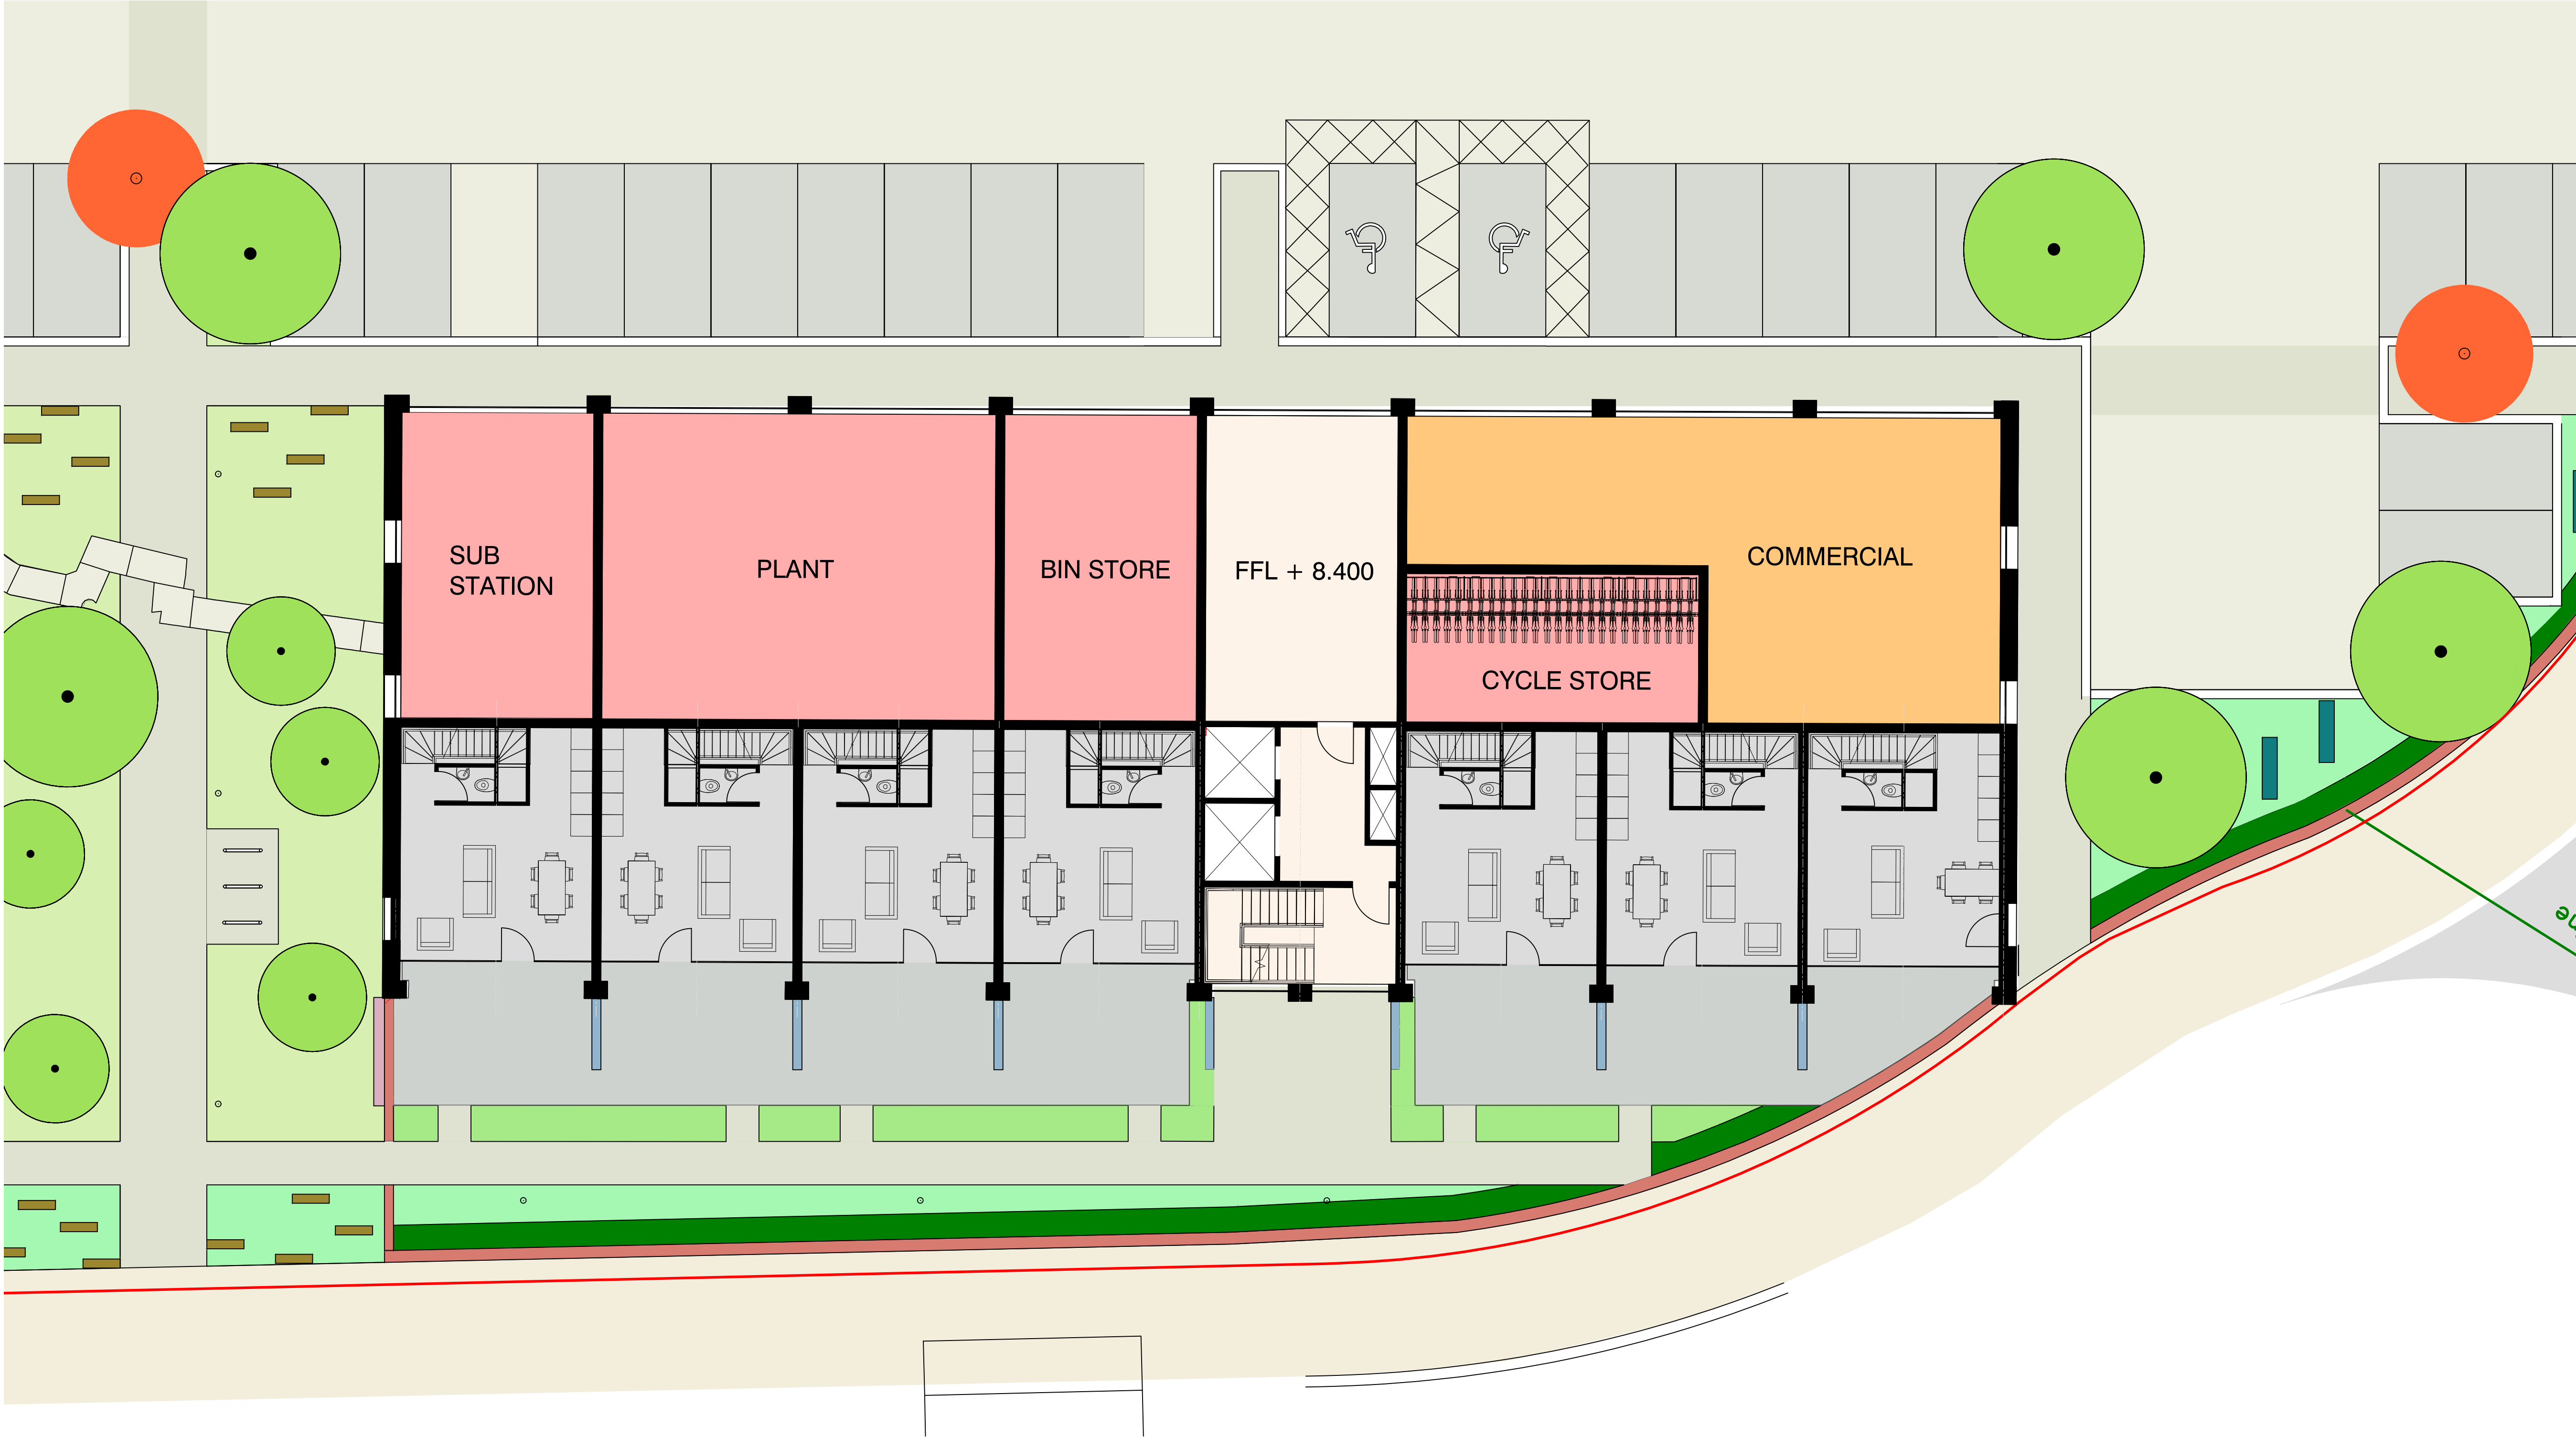 SUB
STATION
PLANT
BIN STORE
FFL + 8.400
COMMERCIAL
CYCLE STORE